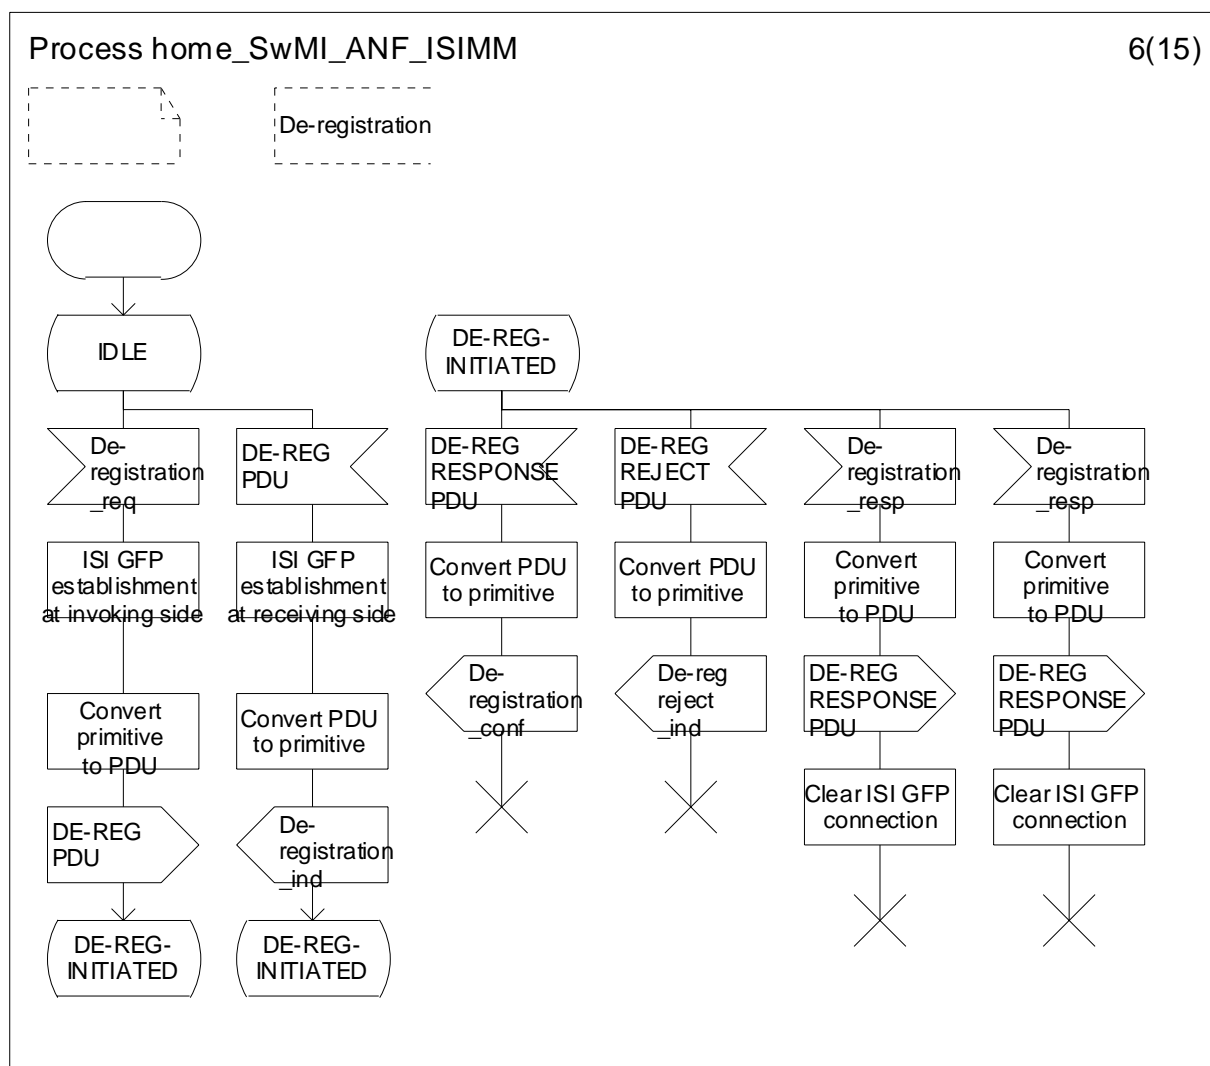 Process home_SwMI_ANF_ISIMM
6(15)
De-registration
IDLE
De-
registration
_req
ISI GFP
establishment
at invoking side
Convert
primitive
to PDU
DE-REG
PDU
DE-REG-
INITIATED
DE-REG
PDU
ISI GFP
establishment
at receiving side
Convert PDU
to primitive
De-
registration
_ind
DE-REG-
INITIATED
DE-REG-
INITIATED
DE-REG
RESPONSE
PDU
Convert PDU
to primitive
De-
registration
_conf
DE-REG
REJECT
PDU
Convert PDU
to primitive
De-reg
reject
_ind
De-
registration
_resp
Convert
primitive
to PDU
DE-REG
RESPONSE
PDU
Clear ISI GFP
connection
De-
registration
_resp
Convert
primitive
to PDU
DE-REG
RESPONSE
PDU
Clear ISI GFP
connection